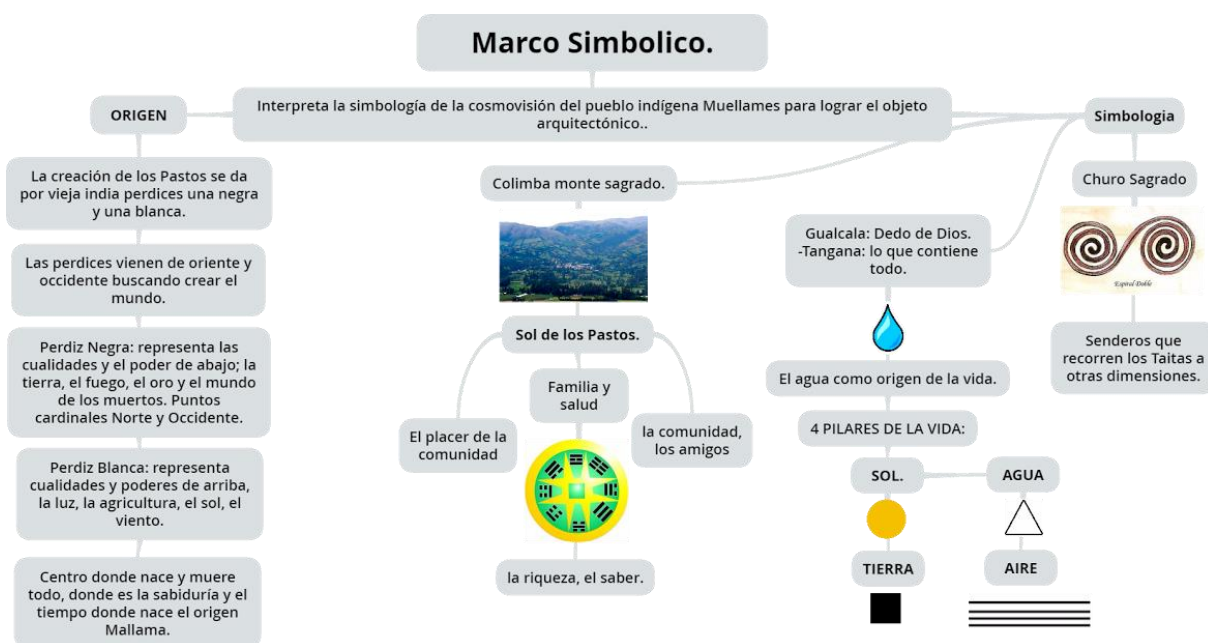 Marco Simbolico.
Interpreta la simbología de la cosmovisión del pueblo indígena Muellames para lograr el objeto
arquitectónico..
ORIGEN
La creación de los Pastos se da
por vieja india perdices una negra
y una blanca.
Las perdices vienen de oriente y
occidente buscando crear el
mundo.
Perdiz Negra: representa las
cualidades y el poder de abajo; la
tierra, el fuego, el oro y el mundo
de los muertos. Puntos
cardinales Norte y Occidente.
Perdiz Blanca: representa
cualidades y poderes de arriba,
la luz, la agricultura, el sol, el
viento.
Centro donde nace y muere
todo, donde es la sabiduría y el
tiempo donde nace el origen
Mallama.
Colimba monte sagrado.
Sol de los Pastos.
El placer de la
comunidad
Familia y
salud
la comunidad,
los amigos
la riqueza, el saber.
Gualcala: Dedo de Dios.
-Tangana: lo que contiene
todo.
El agua como origen de la vida.
4 PILARES DE LA VIDA:
SOL.
AGUA
TIERRA
AIRE
Simbologia
Churo Sagrado
Espiral Doble
Senderos que
recorren los Taitas a
otras dimensiones.